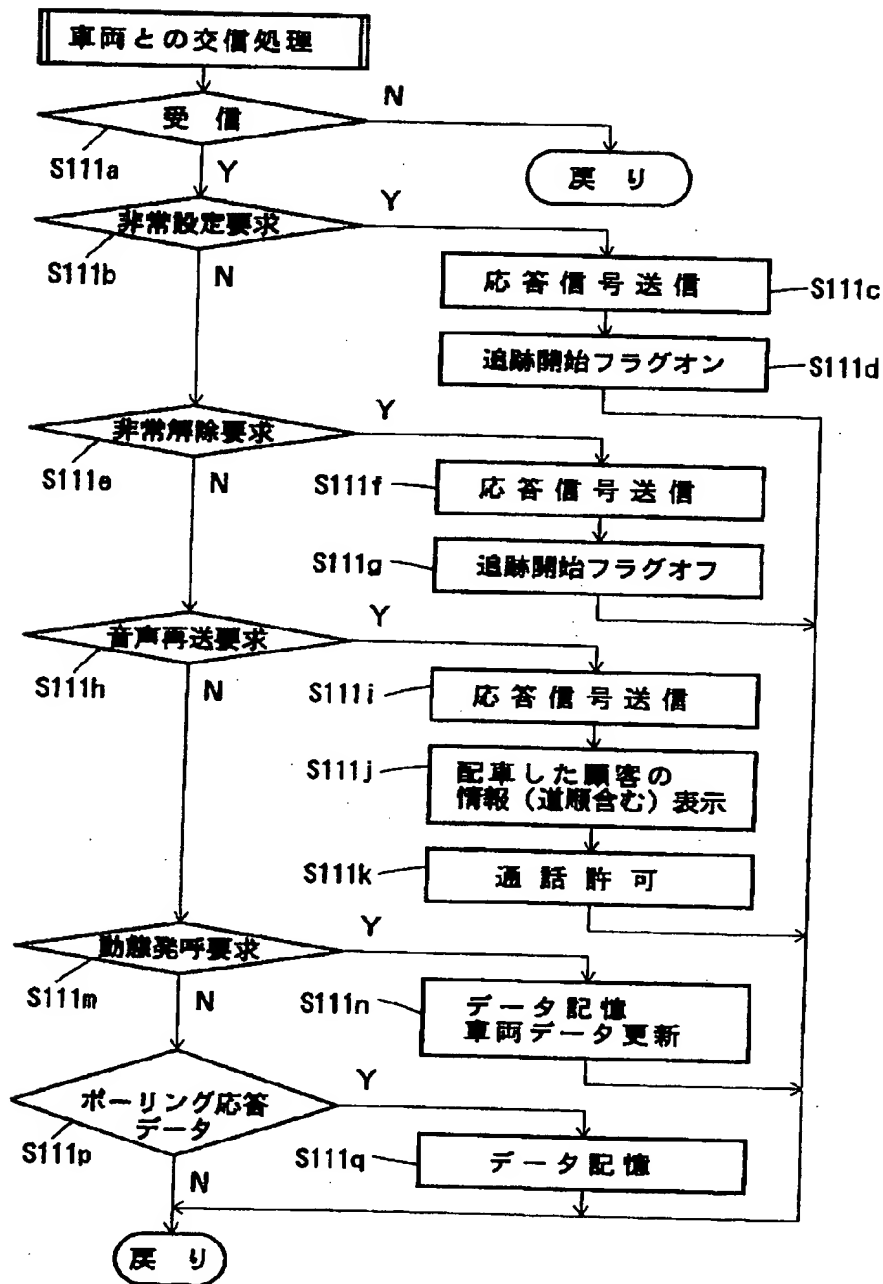 車両との交信処理
受信
N
S111a
Y
戻り
非常設定要求
Y
S111b
N
応答信号送信
S111c
追跡開始フラグオン
S111d
非常解除要求
Y
S111e
N
S111f
応答信号送信
S111g
追跡開始フラグオフ
音声再送要求
Y
S111h
N
S111i
応答信号送信
S111j
配車した顧客の
情報(道順含む)表示
S111k
通話許可
動態発呼要求
Y
S111m
N
S111n
データ記憶
車両データ更新
ポーリング応答
データ
Y
S111p
N
S111q
データ記憶
戻り